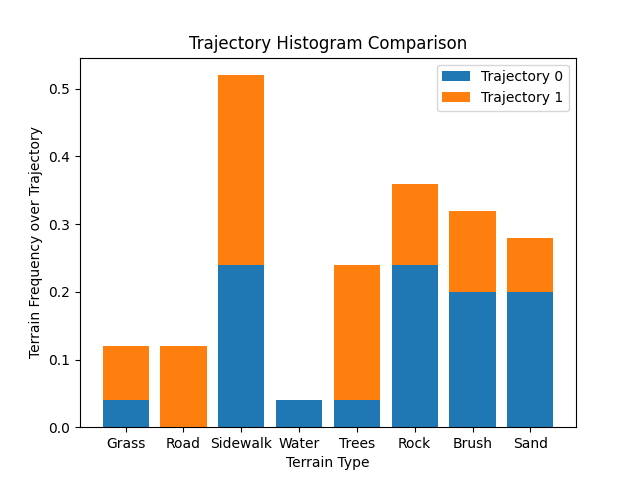 Trajectory Histogram Comparison
Trajectory 0
Trajectory 1
Terrain Frequency over Trajectory
0.5
0.4
0.3
0.2
0.1
0.0
Grass Road Sidewalk Water Trees Rock Brush Sand
Terrain Type